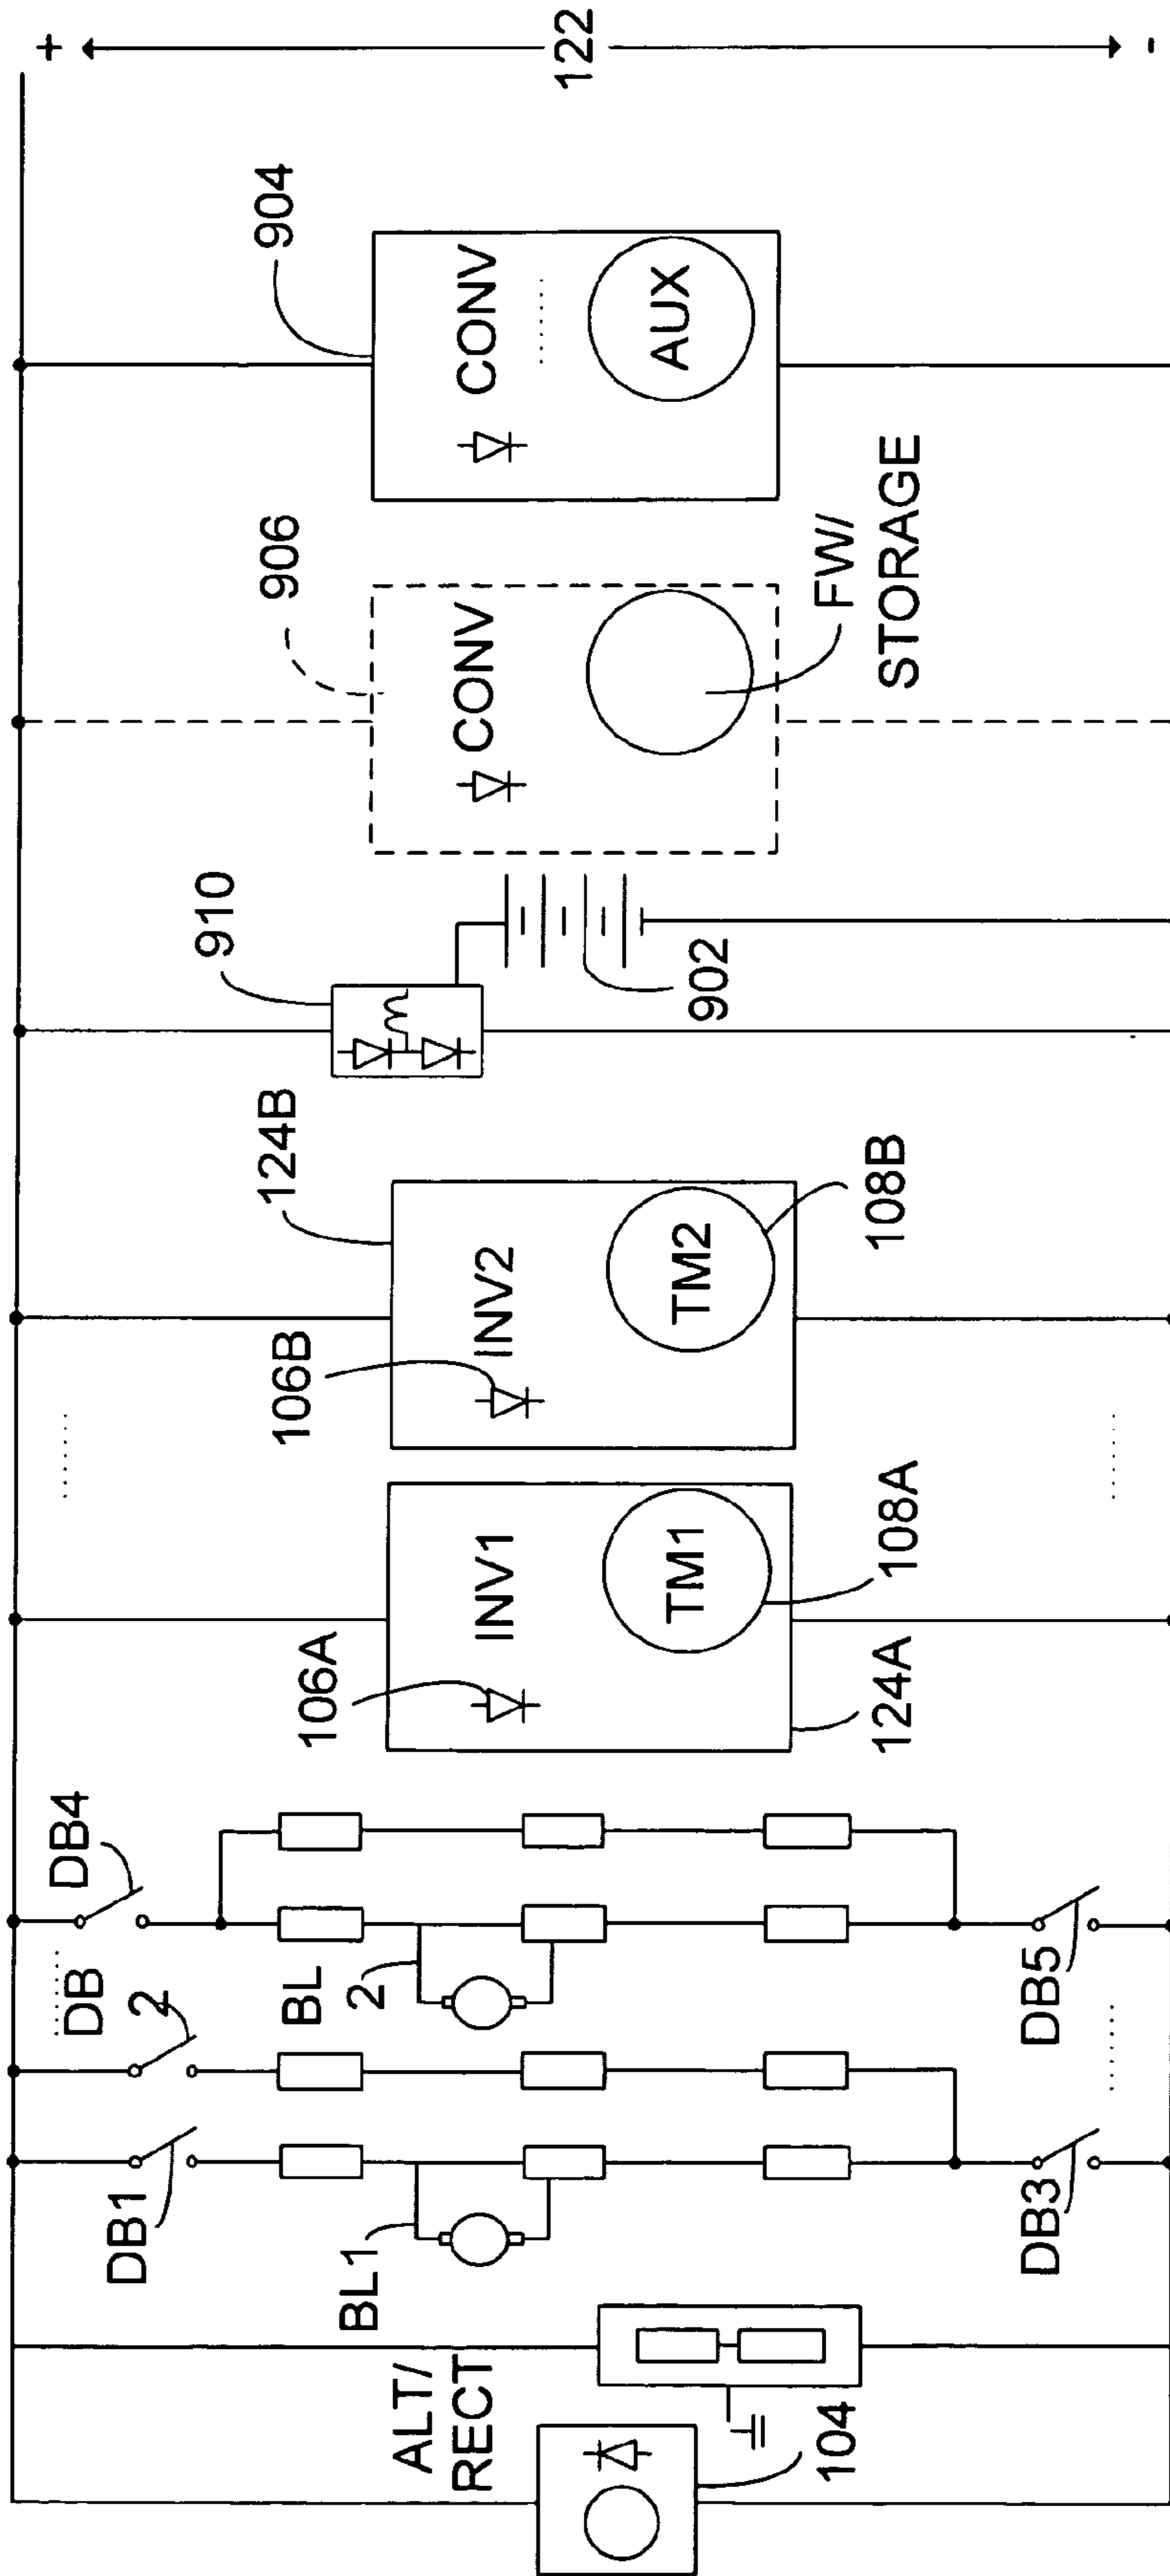 ALT/
RECT
104
BL1
DB1
DB3
DB
2
BL
2
DB4
DB5
106A
INV1
TM1
108A
124A
106B
INV2
TM2
108B
124B
910
902
906
CONV
FW/
STORAGE
904
CONV
AUX
+
122
-